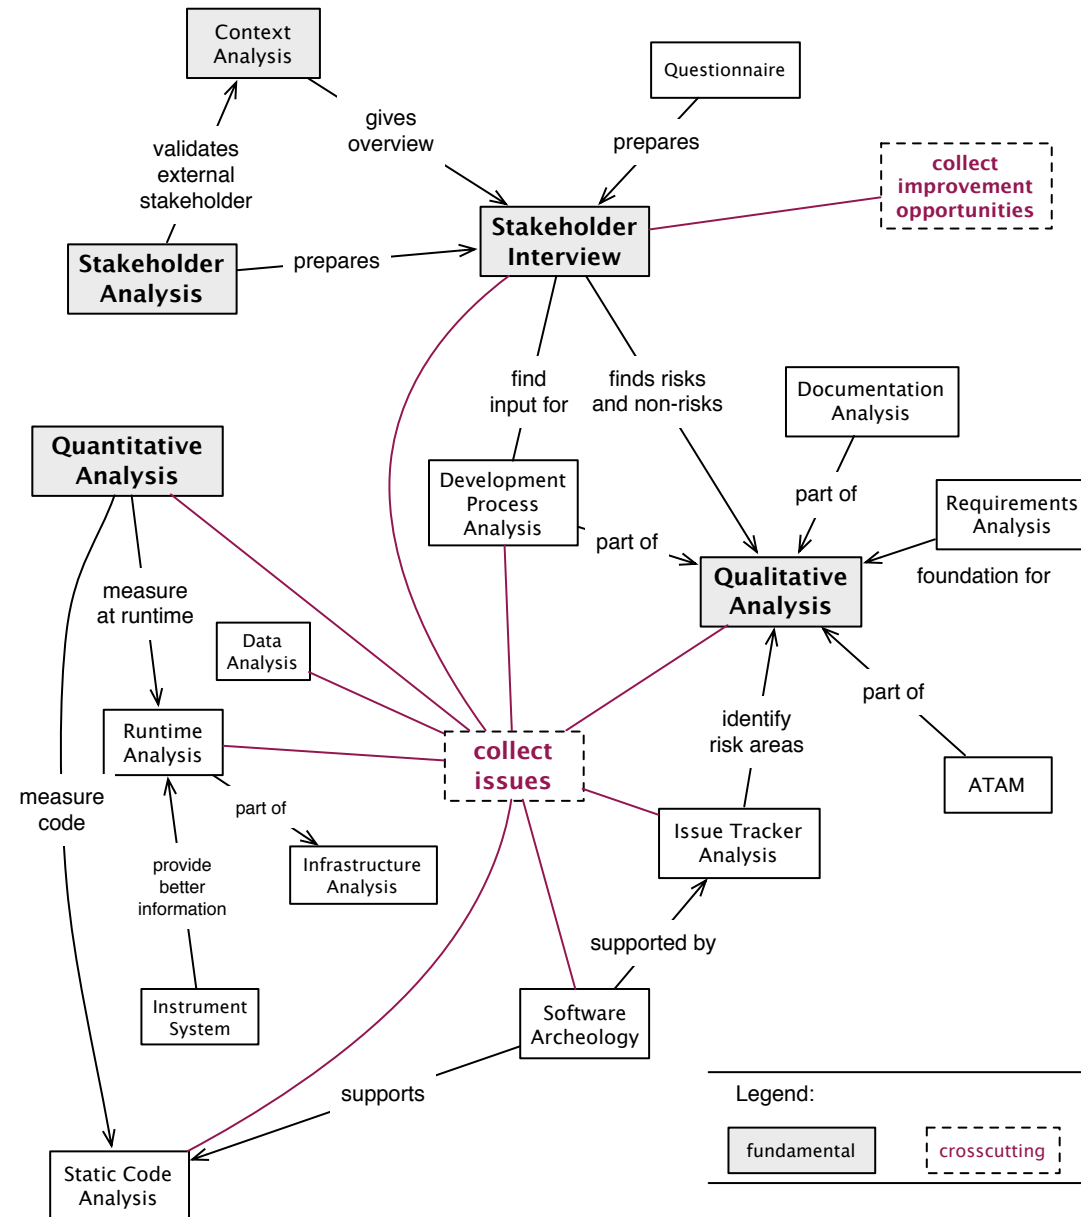 Context
Analysis
Questionnaire
gives
overview
prepares
validates
external
stakeholder
collect
improvement
opportunities
Stakeholder
Interview
Stakeholder
Analysis
prepares
find
input for
finds risks
and non-risks
Documentation
Analysis
Quantitative
Analysis
Development
Process
Analysis
part of
Requirements
Analysis
part of
foundation for
Qualitative
Analysis
measure
at runtime
Data
Analysis
part of
identify
risk areas
Runtime
Analysis
collect
issues
ATAM
measure
code
part of
Issue Tracker
Analysis
Infrastructure
Analysis
provide
better
information
supported by
Instrument
System
Software
Archeology
supports
Legend:
fundamental
crosscutting
Static Code
Analysis